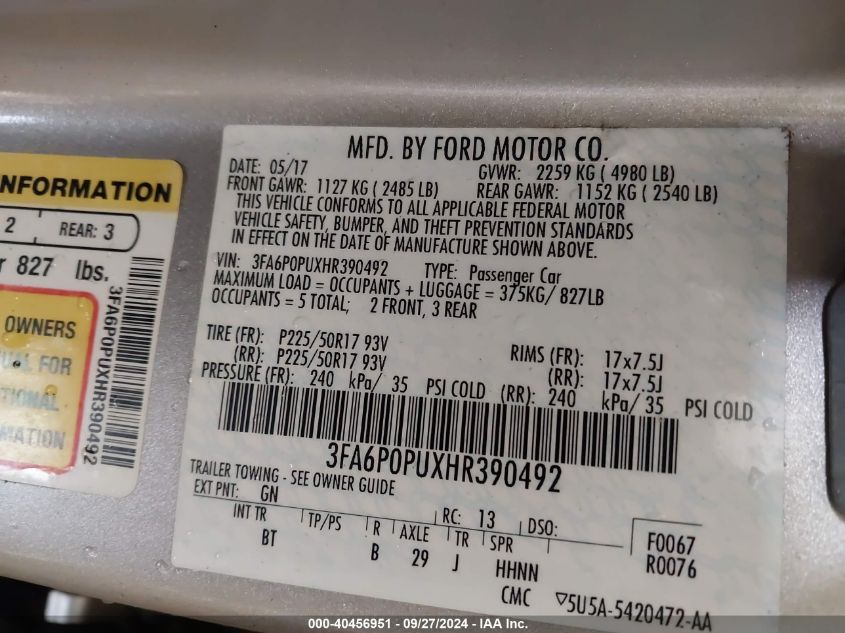 NFORMATION
2 REAR: 3
827 lbs.
OWNERS
UAL FOR
TIONAL
MATION
3FA6P0PUXHR390492
MFD. BY FORD MOTOR CO.
DATE: 05/17 GVWR: 2259 KG ( 4980 LB)
FRONT GAWR: 1127 KG ( 2485 LB) REAR GAWR: 1152 KG ( 2540 LB)
THIS VEHICLE CONFORMS TO ALL APPLICABLE FEDERAL MOTOR
VEHICLE SAFETY, BUMPER, AND THEFT PREVENTION STANDARDS
IN EFFECT ON THE DATE OF MANUFACTURE SHOWN ABOVE.
VIN: 3FA6P0PUXHR390492 TYPE: Passenger Car
MAXIMUM LOAD = OCCUPANTS + LUGGAGE = 375KG/ 827LB
OCCUPANTS = 5 TOTAL; 2 FRONT, 3 REAR
TIRE (FR): P225/50R17 93V RIMS (FR): 17x7.5J
(RR): P225/50R17 93V (RR): 17x7.5J
PRESSURE (FR): 240 kPa/ 35 PSI COLD (RR): 240 kPa/ 35 PSI COLD
3FA6P0PUXHR390492
TRAILER TOWING - SEE OWNER GUIDE
EXT PNT: GN RC: 13 DSO: F0067
INT TR TP/PS R AXLE TR SPR R0076
BT B 29 J HHNN
CMC ▽5U5A-5420472-AA
000-40456951 - 09/27/2024 - IAA Inc.